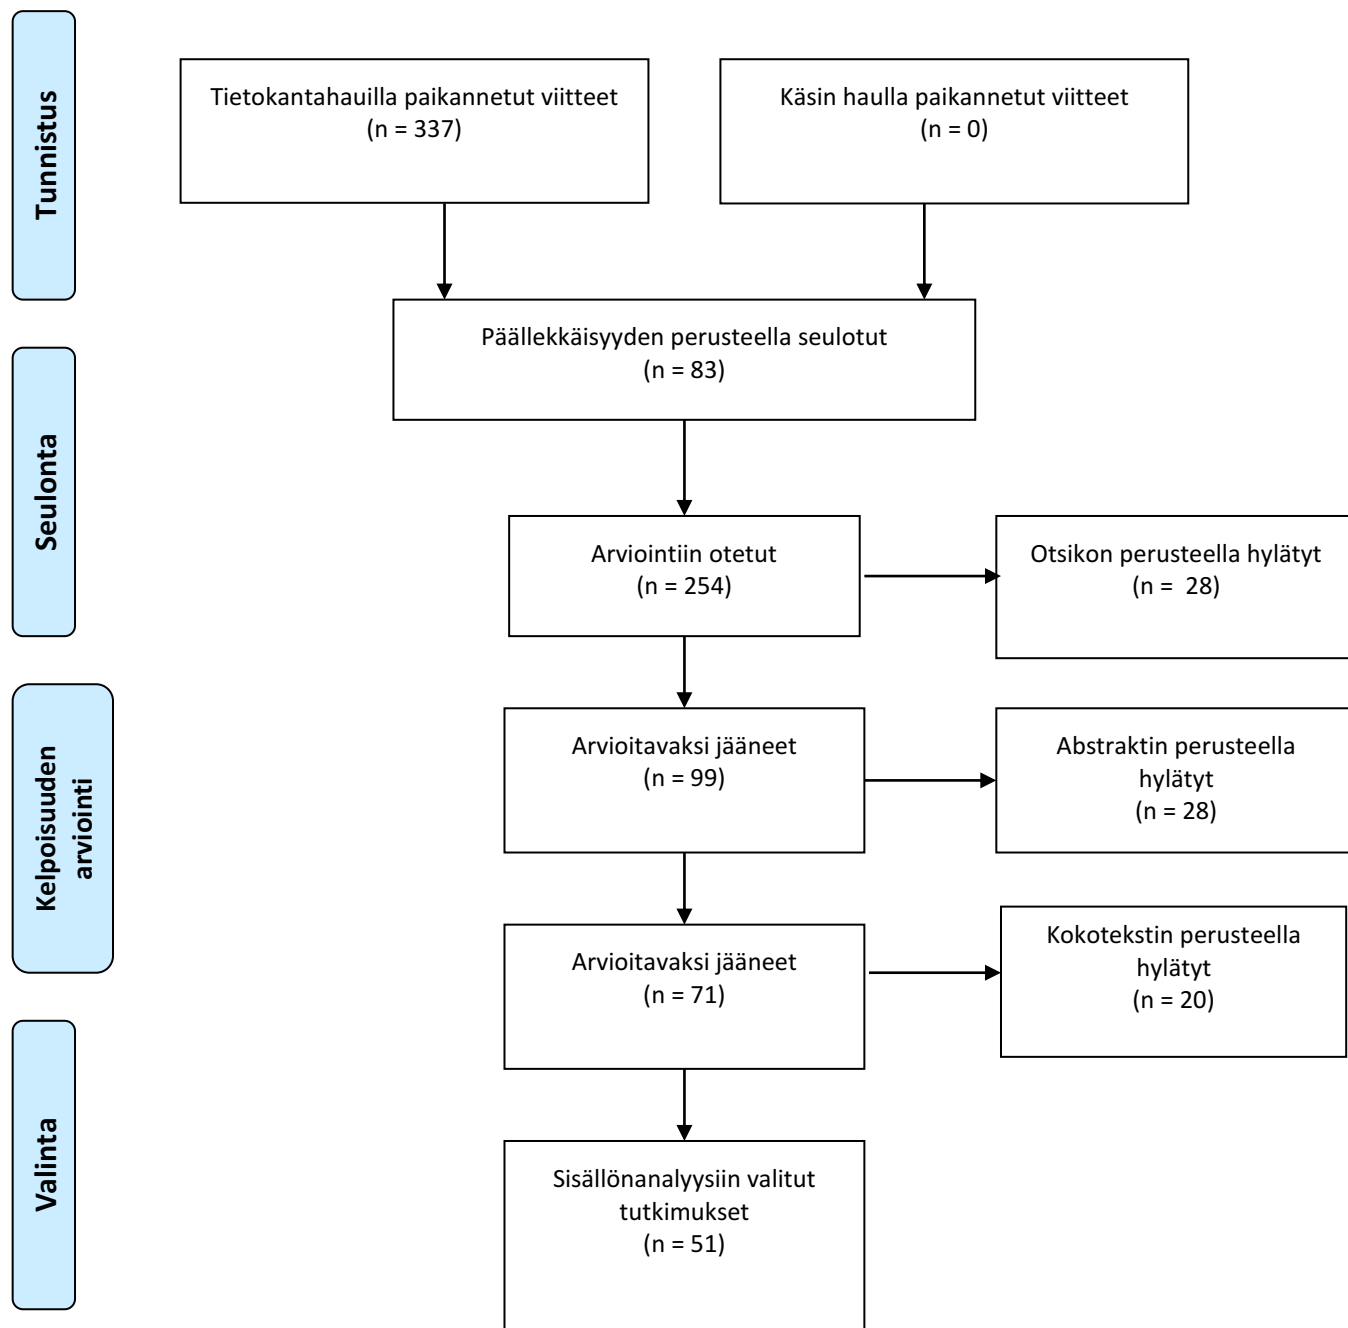 Tunnistus
Tietokantahauilla paikannetut viitteet
(n = 337)
Käsin haulla paikannetut viitteet
(n = 0)
Päällekkäisyyden perusteella seulotut
(n = 83)
Seulonta
Arviointiin otetut
(n = 254)
Otsikon perusteella hylätyt
(n =  28)
Kelpoisuuden
arviointi
Arvioitavaksi jääneet
(n = 99)
Abstraktin perusteella
hylätyt
(n = 28)
Arvioitavaksi jääneet
(n = 71)
Kokotekstin perusteella
hylätyt
(n = 20)
Valinta
Sisällönanalyysiin valitut
tutkimukset
(n = 51)